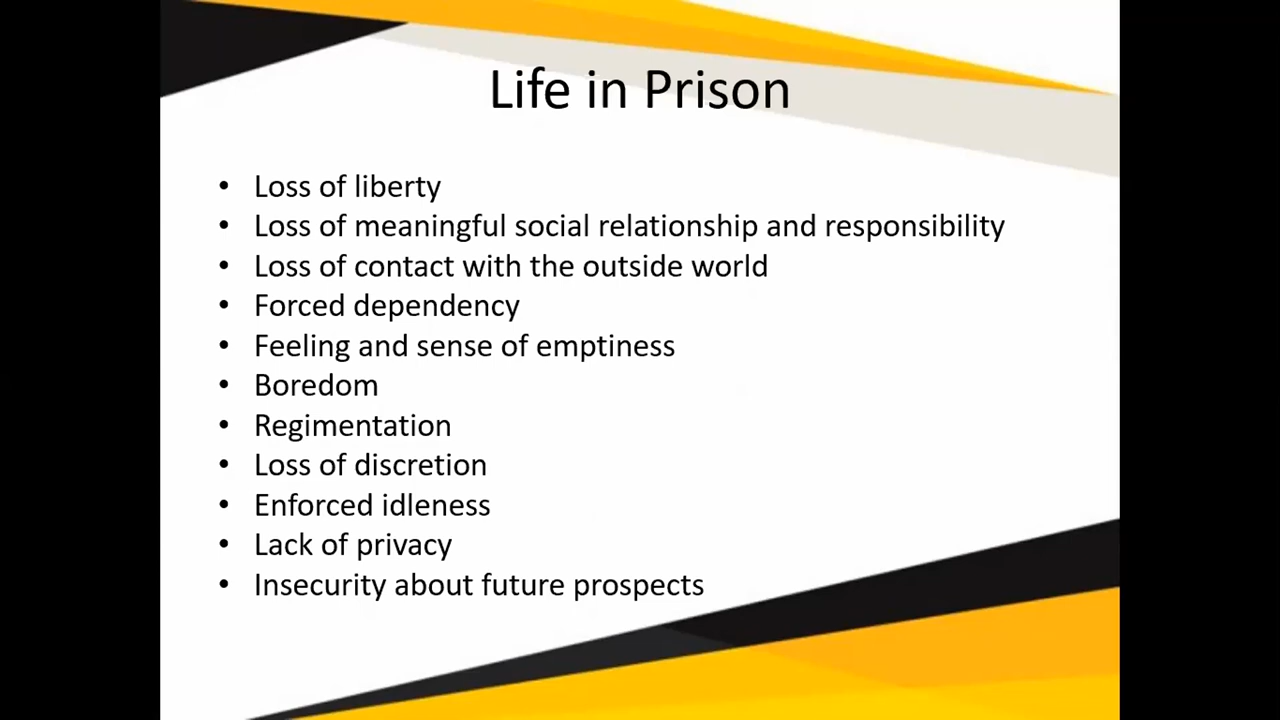 Life in Prison
• Loss of liberty
• Loss of meaningful social relationship and responsibility
• Loss of contact with the outside world
• Forced dependency
• Feeling and sense of emptiness
• Boredom
• Regimentation
• Loss of discretion
• Enforced idleness
• Lack of privacy
• Insecurity about future prospects